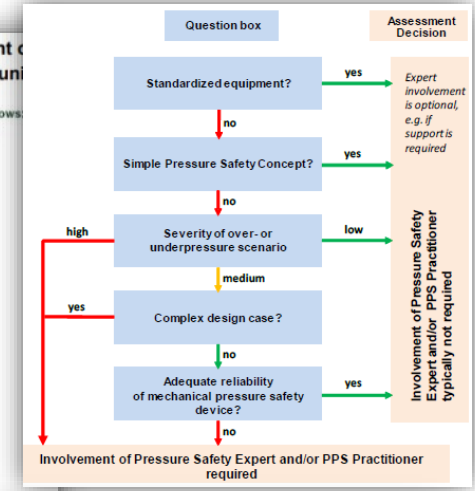 Question box
Assessment
Decision
Standardized equipment?
yes
Expert
involvement
is optional,
e.g. if
support is
required
no
Simple Pressure Safety Concept?
yes
no
high
Severity of over- or
underpressure scenario
low
medium
yes
Complex design case?
no
Adequate reliability
of mechanical pressure safety
device?
yes
Involvement of Pressure Safety
Expert and/or PPS Practitioner
typically not required
no
Involvement of Pressure Safety Expert and/or PPS Practitioner
required